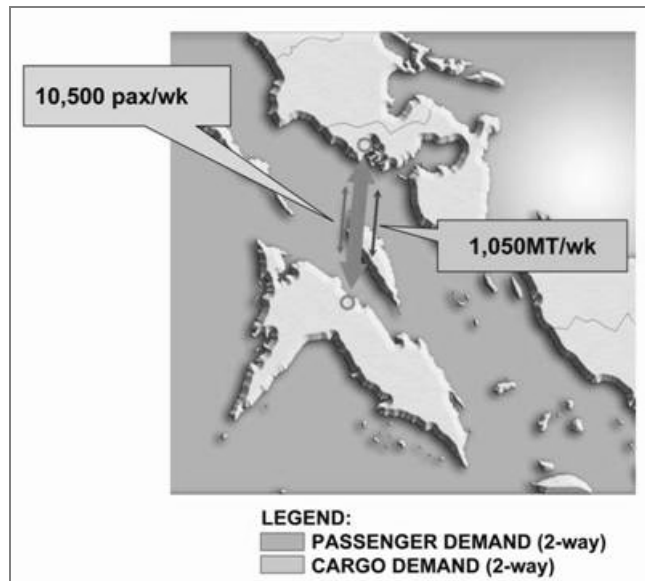 10,500 pax/wk
1,050MT/wk
LEGEND:
PASSENGER DEMAND (2-way)
CARGO DEMAND (2-way)